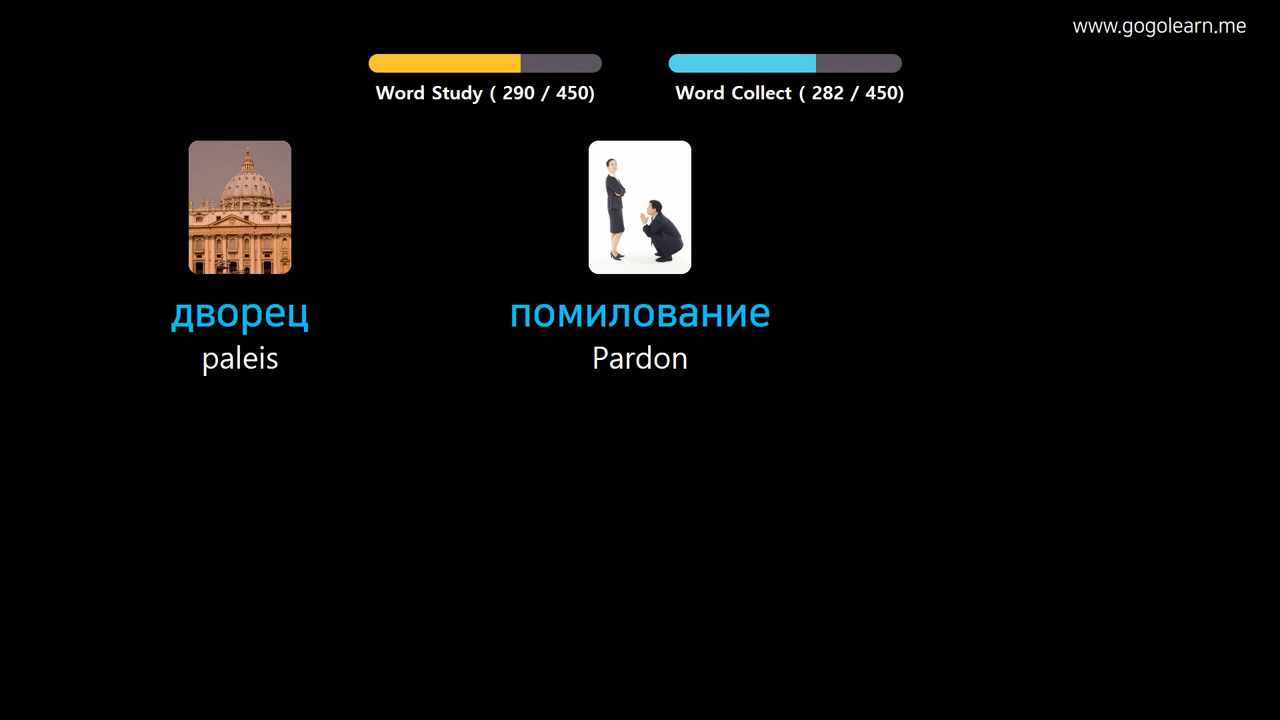 www.gogolearn.me
Word Study ( 290 / 450)
Word Collect ( 282 / 450)
дворец
paleis
помилование
Pardon